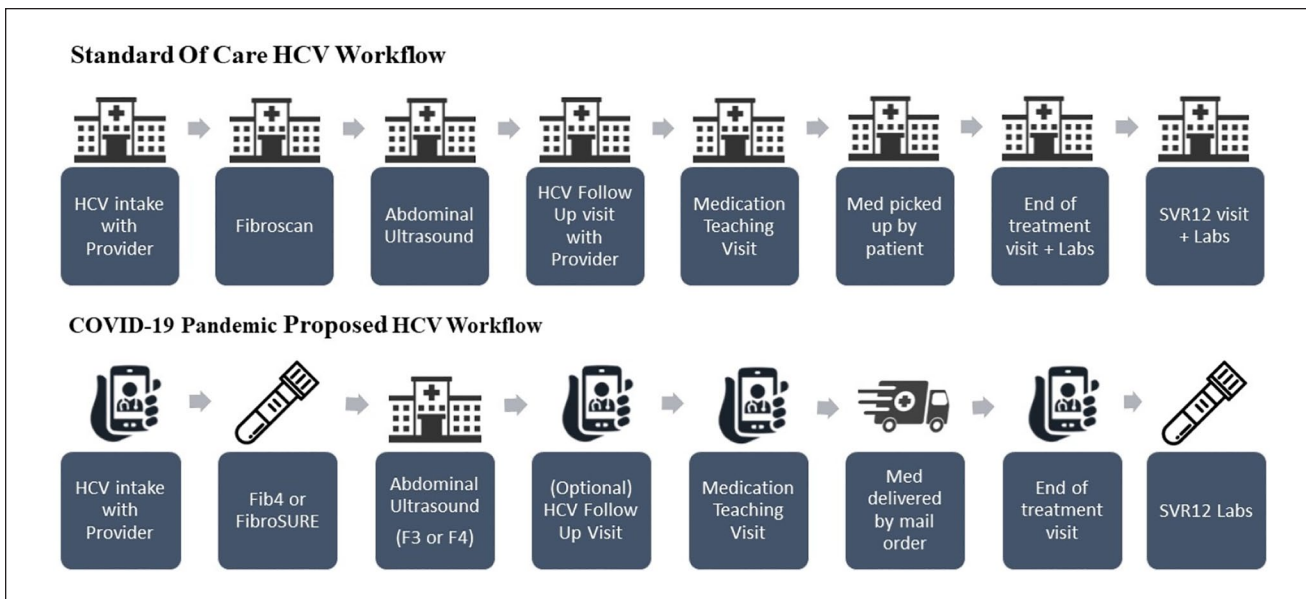 Standard Of Care HCV Workflow
HCV intake
with
Provider
Fibroscan
Abdominal
Ultrasound
HCV Follow
Up visit
with
Provider
Medication
Teaching
Visit
Med picked
up by
patient
End of
treatment
visit + Labs
SVR12 visit
+ Labs
COVID-19 Pandemic Proposed HCV Workflow
HCV intake
with
Provider
Fib4 or
FibroSURE
Abdominal
Ultrasound
(F3 or F4)
(Optional)
HCV Follow
Up Visit
Medication
Teaching
Visit
Med
delivered
by mail
order
End of
treatment
visit
SVR12 Labs